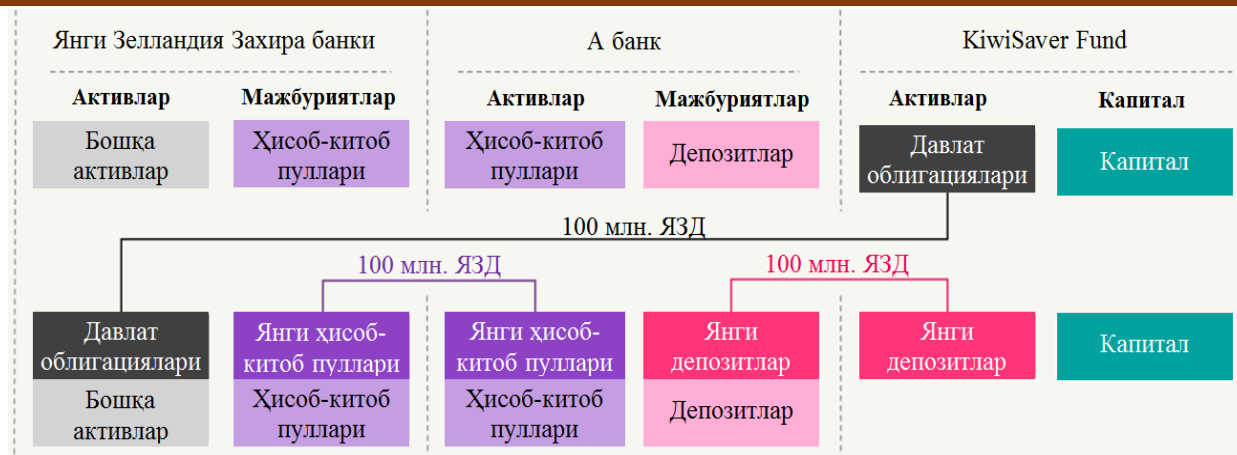 Янги Зелландия Захира банки
А банк
KiwiSaver Fund
Активлар
Мажбуриятлар
Активлар
Мажбуриятлар
Активлар
Капитал
Бошқа
активлар
Ҳисоб-китоб
пуллари
Ҳисоб-китоб
пуллари
Депозитлар
Давлат
облигациялари
Капитал
100 млн. ЯЗД
100 млн. ЯЗД
100 млн. ЯЗД
Давлат
облигациялари
Янги ҳисоб-
китоб пуллари
Янги ҳисоб-
китоб пуллари
Янги
депозитлар
Янги
депозитлар
Капитал
Бошқа
активлар
Ҳисоб-китоб
пуллари
Ҳисоб-китоб
пуллари
Депозитлар